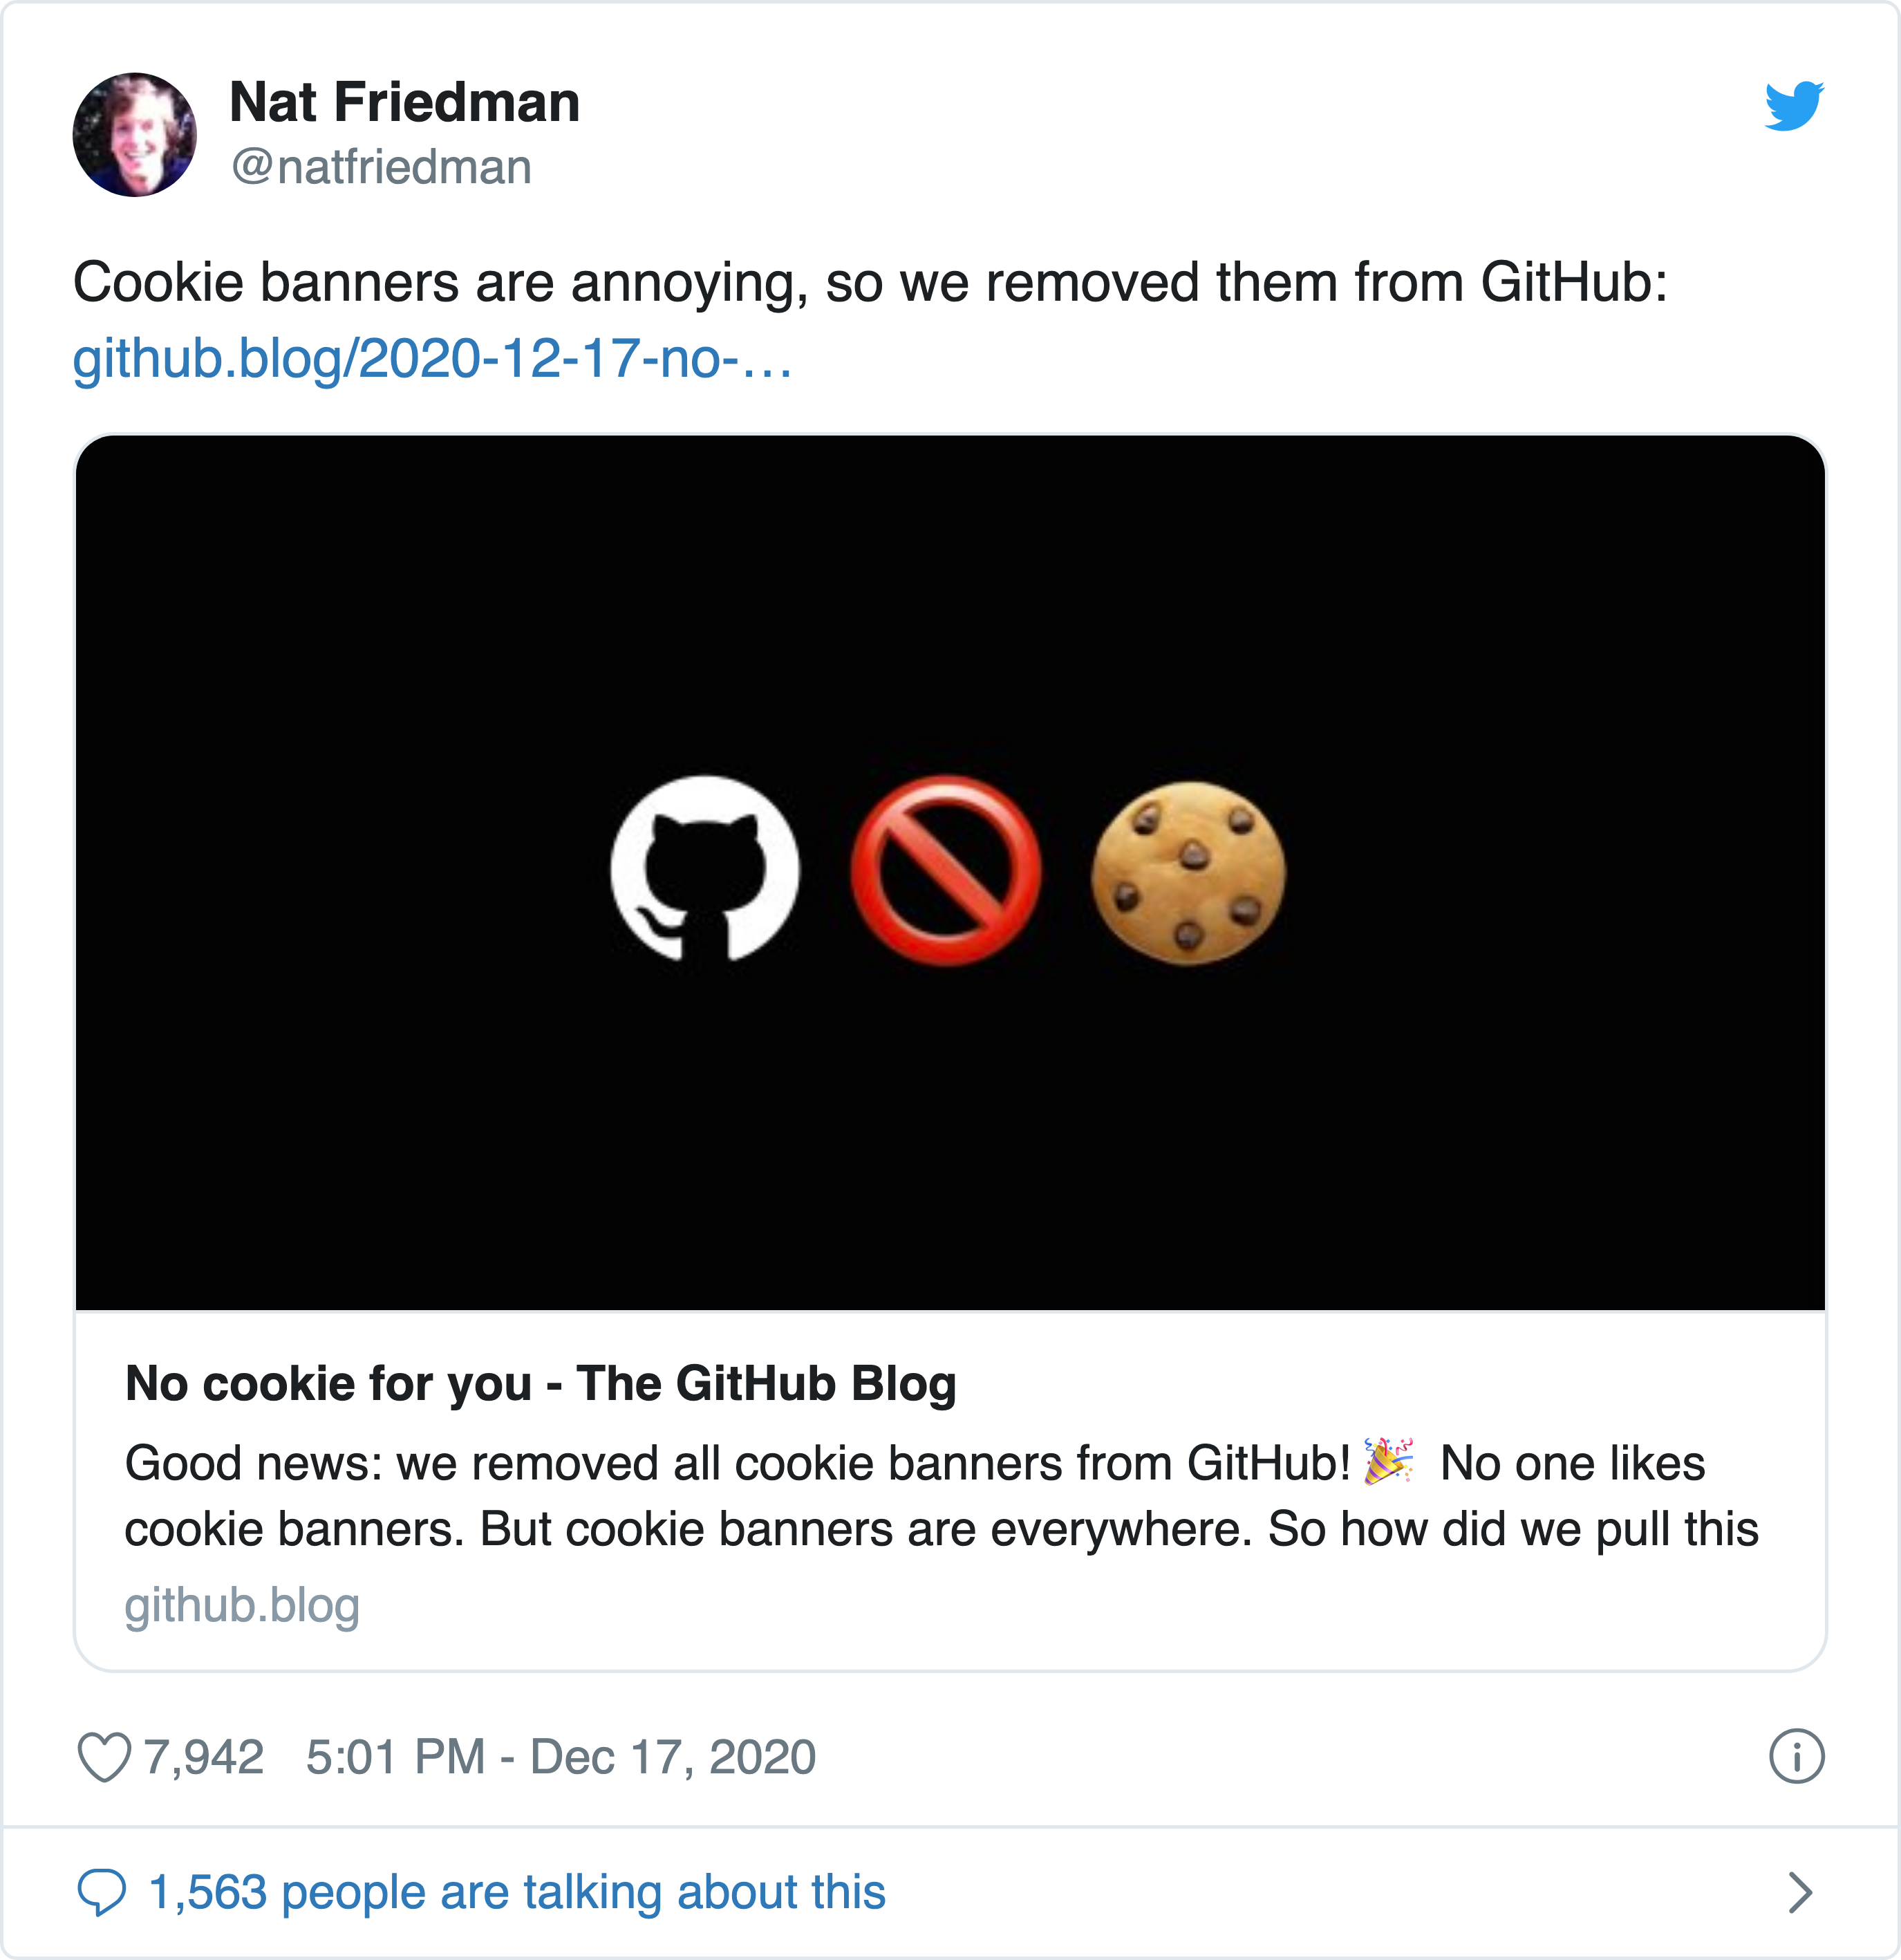 Nat Friedman
@natfriedman
Cookie banners are annoying, so we removed them from GitHub:
github.blog/2020-12-17-no-…
No cookie for you - The GitHub Blog
Good news: we removed all cookie banners from GitHub! 🎉 No one likes
cookie banners. But cookie banners are everywhere. So how did we pull this
github.blog
7,942 5:01 PM - Dec 17, 2020
1,563 people are talking about this